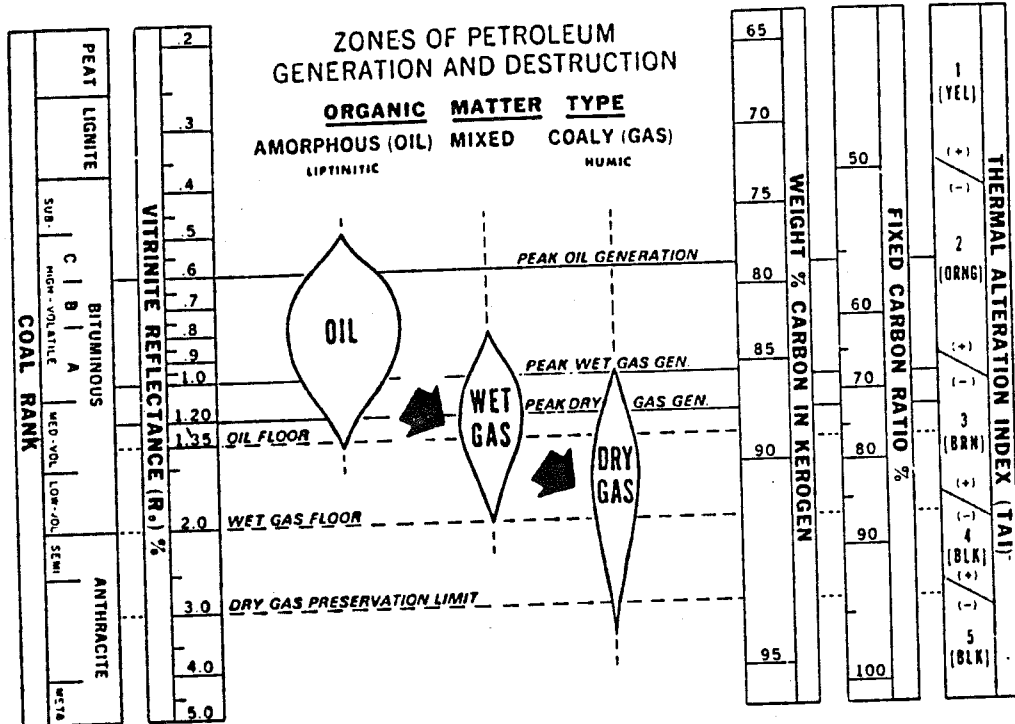 ZONES OF PETROLEUM
GENERATION AND DESTRUCTION
ORGANIC MATTER TYPE
AMORPHOUS (OIL) MIXED COALY (GAS)
LIPTINITIC HUMIC
COAL RANK
PEAT
LIGNITE
SUB-
BITUMINOUS
HIGH-VOLATILE
C
B
A
MED-VOL
LOW-VOL
SEMI
ANTHRACITE
META
VITRINITE REFLECTANCE (Ro) %
.2
.3
.4
.5
.6
.7
.8
.9
1.0
1.20
1.35
2.0
3.0
4.0
5.0
PEAK OIL GENERATION
OIL
PEAK WET GAS GEN.
WET
GAS
PEAK DRY GAS GEN.
OIL FLOOR
DRY
GAS
WET GAS FLOOR
DRY GAS PRESERVATION LIMIT
WEIGHT % CARBON IN KEROGEN
65
70
75
80
85
90
95
FIXED CARBON RATIO %
50
60
70
80
90
100
THERMAL ALTERATION INDEX (TAI)
1
(YEL)
(+)
(-)
2
(ORNG)
(+)
(-)
3
(BRN)
(+)
(-)
4
(BLK)
(+)
(-)
5
(BLK)